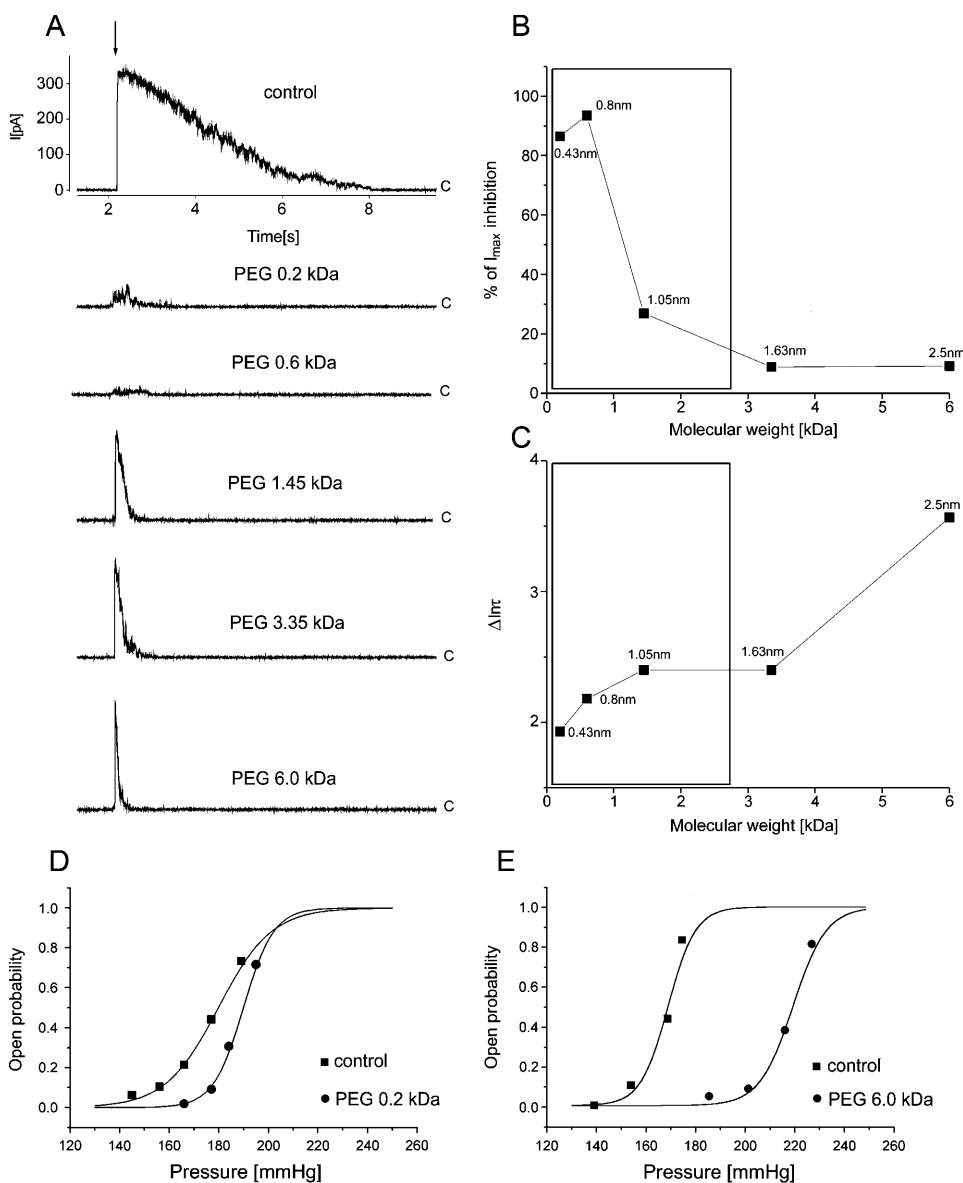 A
control
I[pA]
300
200
100
0
C
2 4 6 8
Time[s]
PEG 0.2 kDa
C
PEG 0.6 kDa
C
PEG 1.45 kDa
C
PEG 3.35 kDa
C
PEG 6.0 kDa
C
B
% of Imax inhibition
100
80
60
40
20
0
0.8nm
0.43nm
1.05nm
1.63nm
2.5nm
0 1 2 3 4 5 6
Molecular weight [kDa]
C
Δlnτ
4
3
2
2.5nm
1.05nm
1.63nm
0.8nm
0.43nm
0 1 2 3 4 5 6
Molecular weight [kDa]
D
Open probability
1.0
0.8
0.6
0.4
0.2
0.0
control
PEG 0.2 kDa
120 140 160 180 200 220 240 260
Pressure [mmHg]
E
Open probability
1.0
0.8
0.6
0.4
0.2
0.0
control
PEG 6.0 kDa
120 140 160 180 200 220 240 260
Pressure [mmHg]